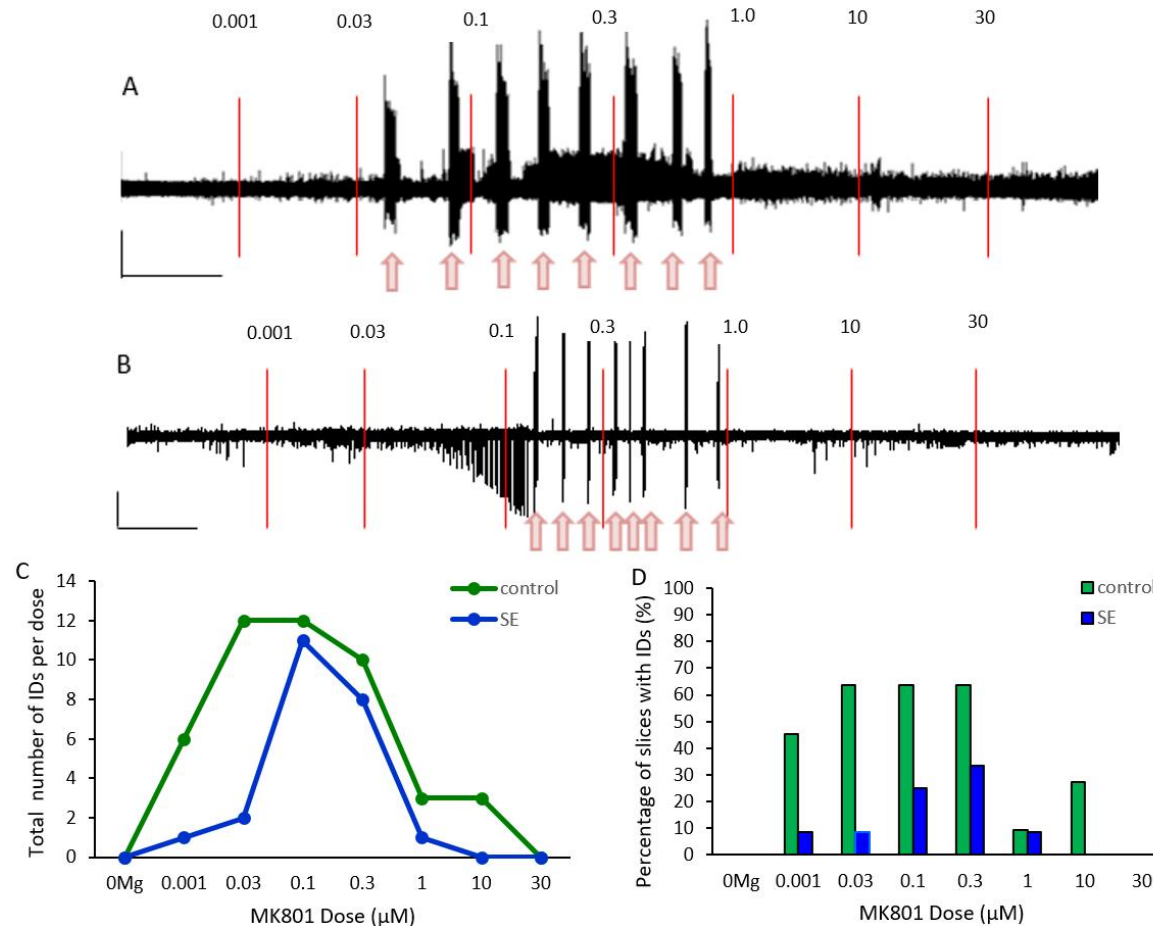 0.001 0.03 0.1 0.3 1.0 10 30
A
0.001 0.03 0.1 0.3 1.0 10 30
B
C
control
SE
14
12
10
8
6
4
2
0
Total number of IDs per dose
0Mg 0.001 0.03 0.1 0.3 1 10 30
MK801 Dose (µM)
D
control
SE
100
90
80
70
60
50
40
30
20
10
0
Percentage of slices with IDs (%)
0Mg 0.001 0.03 0.1 0.3 1 10 30
MK801 Dose (µM)